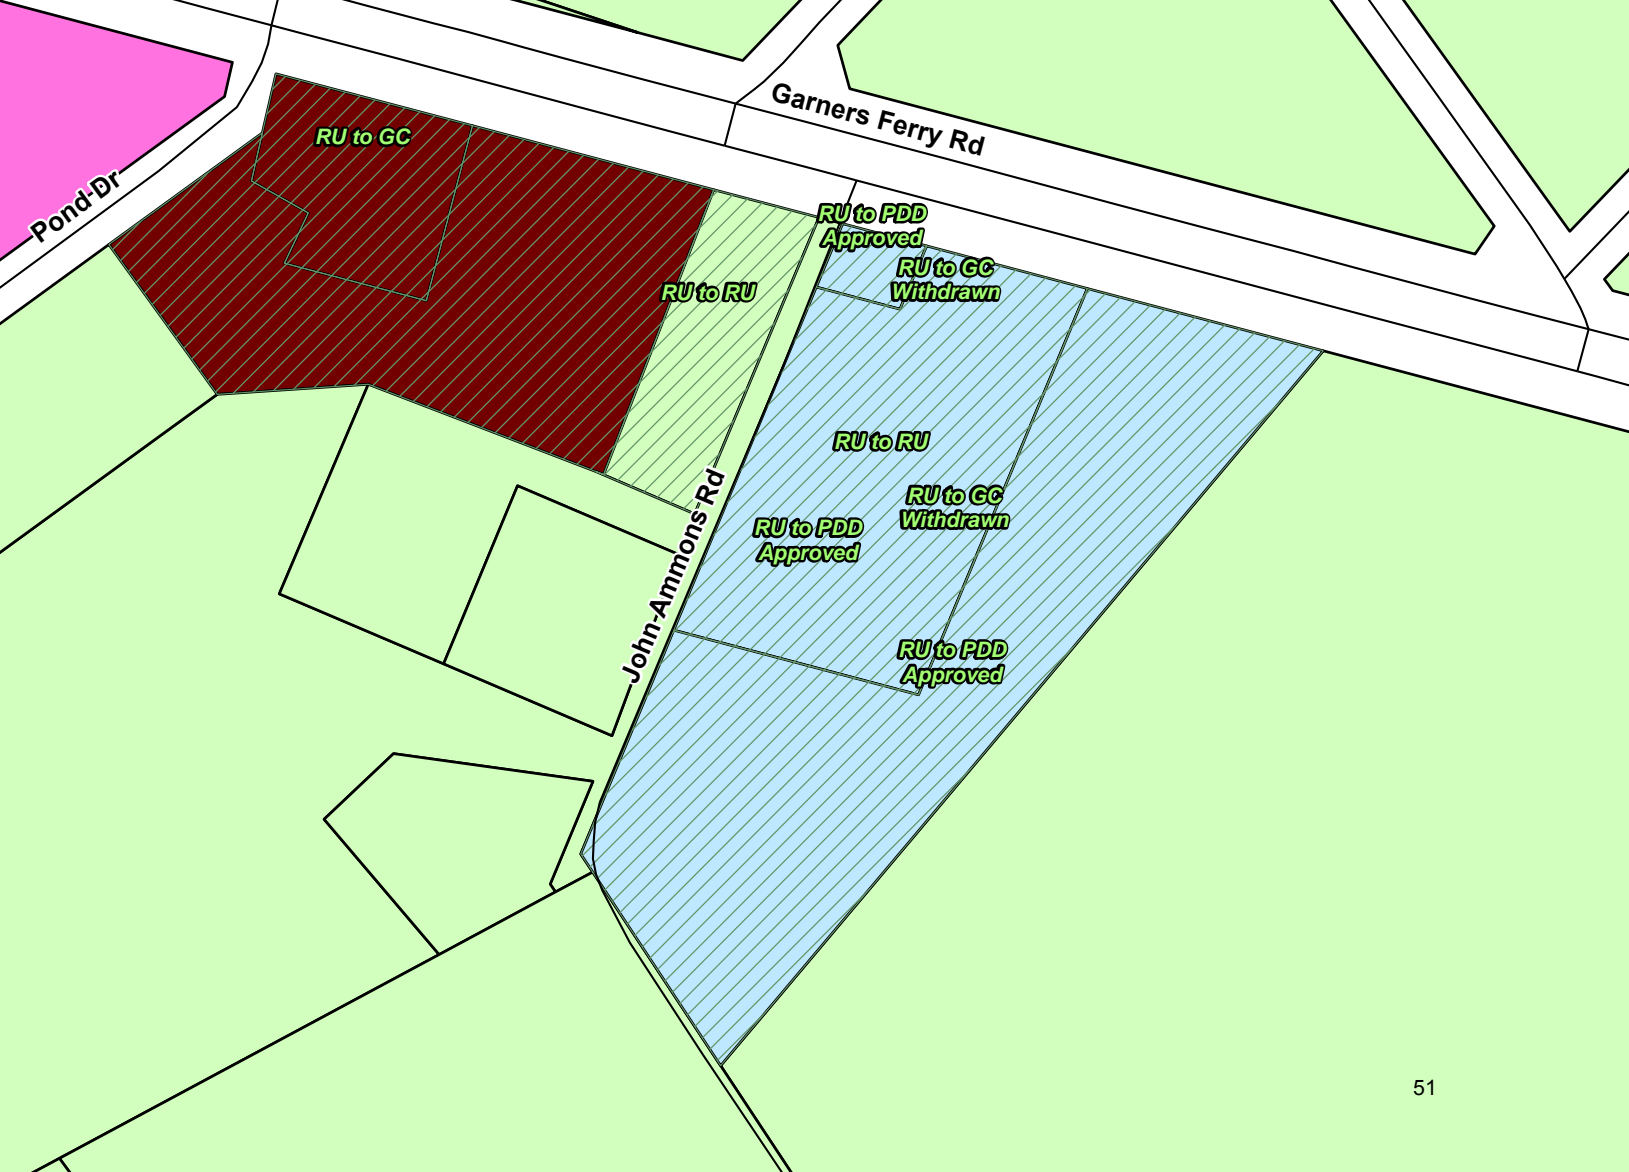 Garners Ferry Rd
RU to GC
Pond Dr
RU to PDD
Approved
RU to GC
Withdrawn
RU to RU
RU to RU
RU to GC
Withdrawn
RU to PDD
Approved
John Ammons Rd
RU to PDD
Approved
51